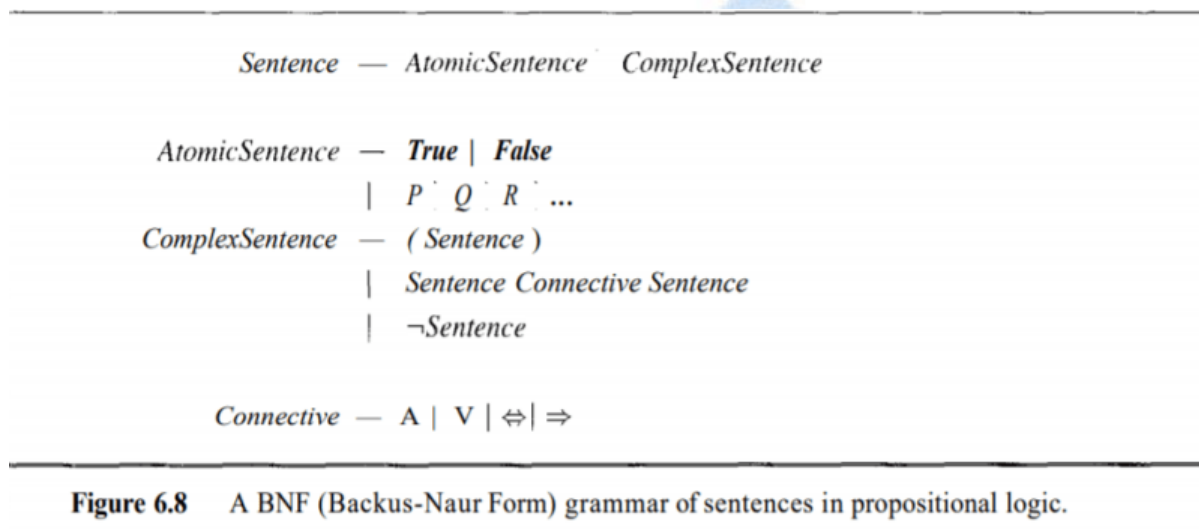 Sentence — AtomicSentence ComplexSentence
AtomicSentence — True | False
| P Q R ...
ComplexSentence — ( Sentence )
| Sentence Connective Sentence
| ¬Sentence
Connective — A | V | ⇔ | ⇒
Figure 6.8 A BNF (Backus-Naur Form) grammar of sentences in propositional logic.